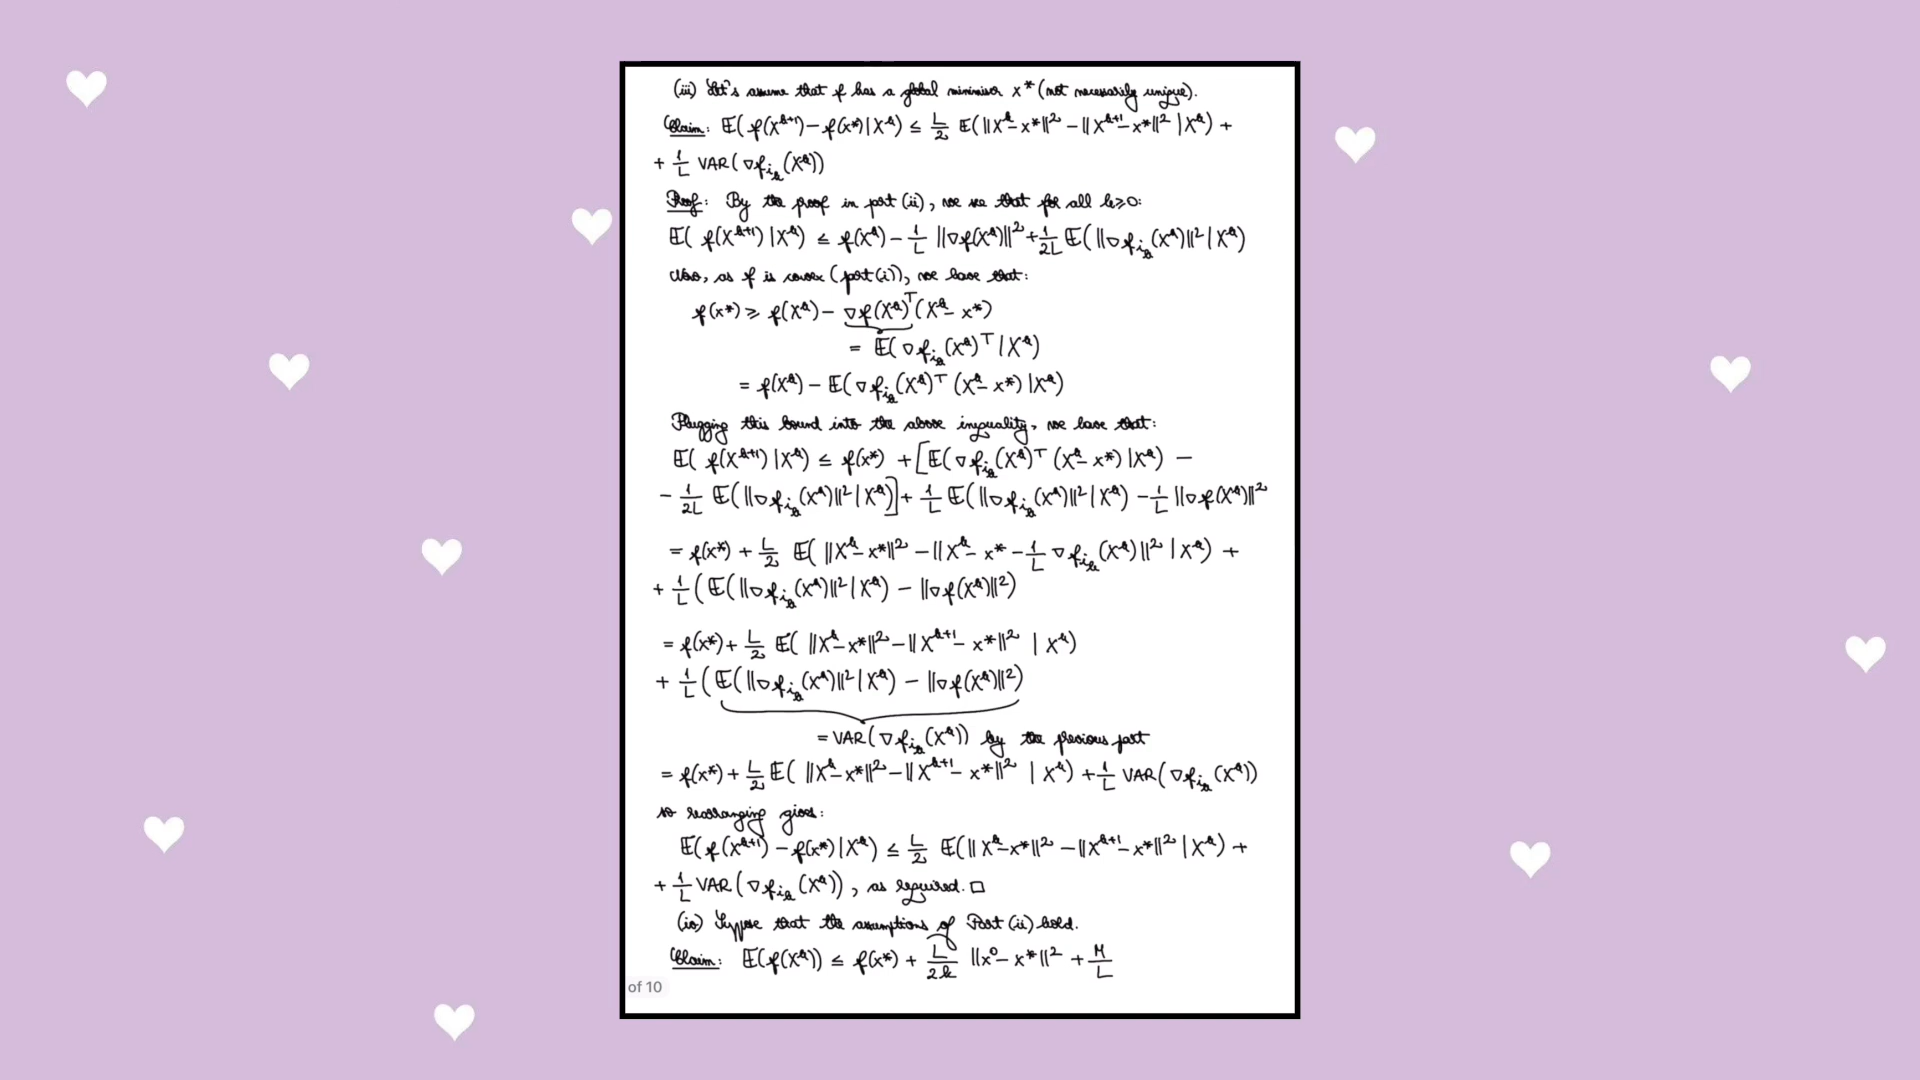 (iii) Let's assume that f has a global minimiser x* (not necessarily unique).
Claim: 𝔼(f(X^{k+1}) − f(x*) | X^k) ≤ L/2 𝔼(‖X^k − x*‖² − ‖X^{k+1} − x*‖² | X^k) +
+ 1/L VAR(∇f_{i_k}(X^k))
Proof: By the proof in part (ii), we see that for all k ≥ 0:
𝔼(f(X^{k+1}) | X^k) ≤ f(X^k) − 1/L ‖∇f(X^k)‖² + 1/2L 𝔼(‖∇f_{i_k}(X^k)‖² | X^k)
Also, as f is convex (part (i)), we have that:
f(x*) ≥ f(X^k) − ∇f(X^k)^T (X^k − x*)
= 𝔼(∇f_{i_k}(X^k)^T | X^k)
= f(X^k) − 𝔼(∇f_{i_k}(X^k)^T (X^k − x*) | X^k)
Plugging this bound into the above inequality, we have that:
𝔼(f(X^{k+1}) | X^k) ≤ f(x*) + [𝔼(∇f_{i_k}(X^k)^T (X^k − x*) | X^k) −
− 1/2L 𝔼(‖∇f_{i_k}(X^k)‖² | X^k)] + 1/L 𝔼(‖∇f_{i_k}(X^k)‖² | X^k) − 1/L ‖∇f(X^k)‖²
= f(x*) + L/2 𝔼(‖X^k − x*‖² − ‖X^k − x* − 1/L ∇f_{i_k}(X^k)‖² | X^k) +
+ 1/L (𝔼(‖∇f_{i_k}(X^k)‖² | X^k) − ‖∇f(X^k)‖²)
= f(x*) + L/2 𝔼(‖X^k − x*‖² − ‖X^{k+1} − x*‖² | X^k)
+ 1/L (𝔼(‖∇f_{i_k}(X^k)‖² | X^k) − ‖∇f(X^k)‖²)
= VAR(∇f_{i_k}(X^k)) by the previous part
= f(x*) + L/2 𝔼(‖X^k − x*‖² − ‖X^{k+1} − x*‖² | X^k) + 1/L VAR(∇f_{i_k}(X^k))
so rearranging gives:
𝔼(f(X^{k+1}) − f(x*) | X^k) ≤ L/2 𝔼(‖X^k − x*‖² − ‖X^{k+1} − x*‖² | X^k) +
+ 1/L VAR(∇f_{i_k}(X^k)), as required. □
(iv) Suppose that the assumptions of Part (ii) hold.
Claim: 𝔼(f(X^k)) ≤ f(x*) + L/2k ‖x^0 − x*‖² + M/L
of 10